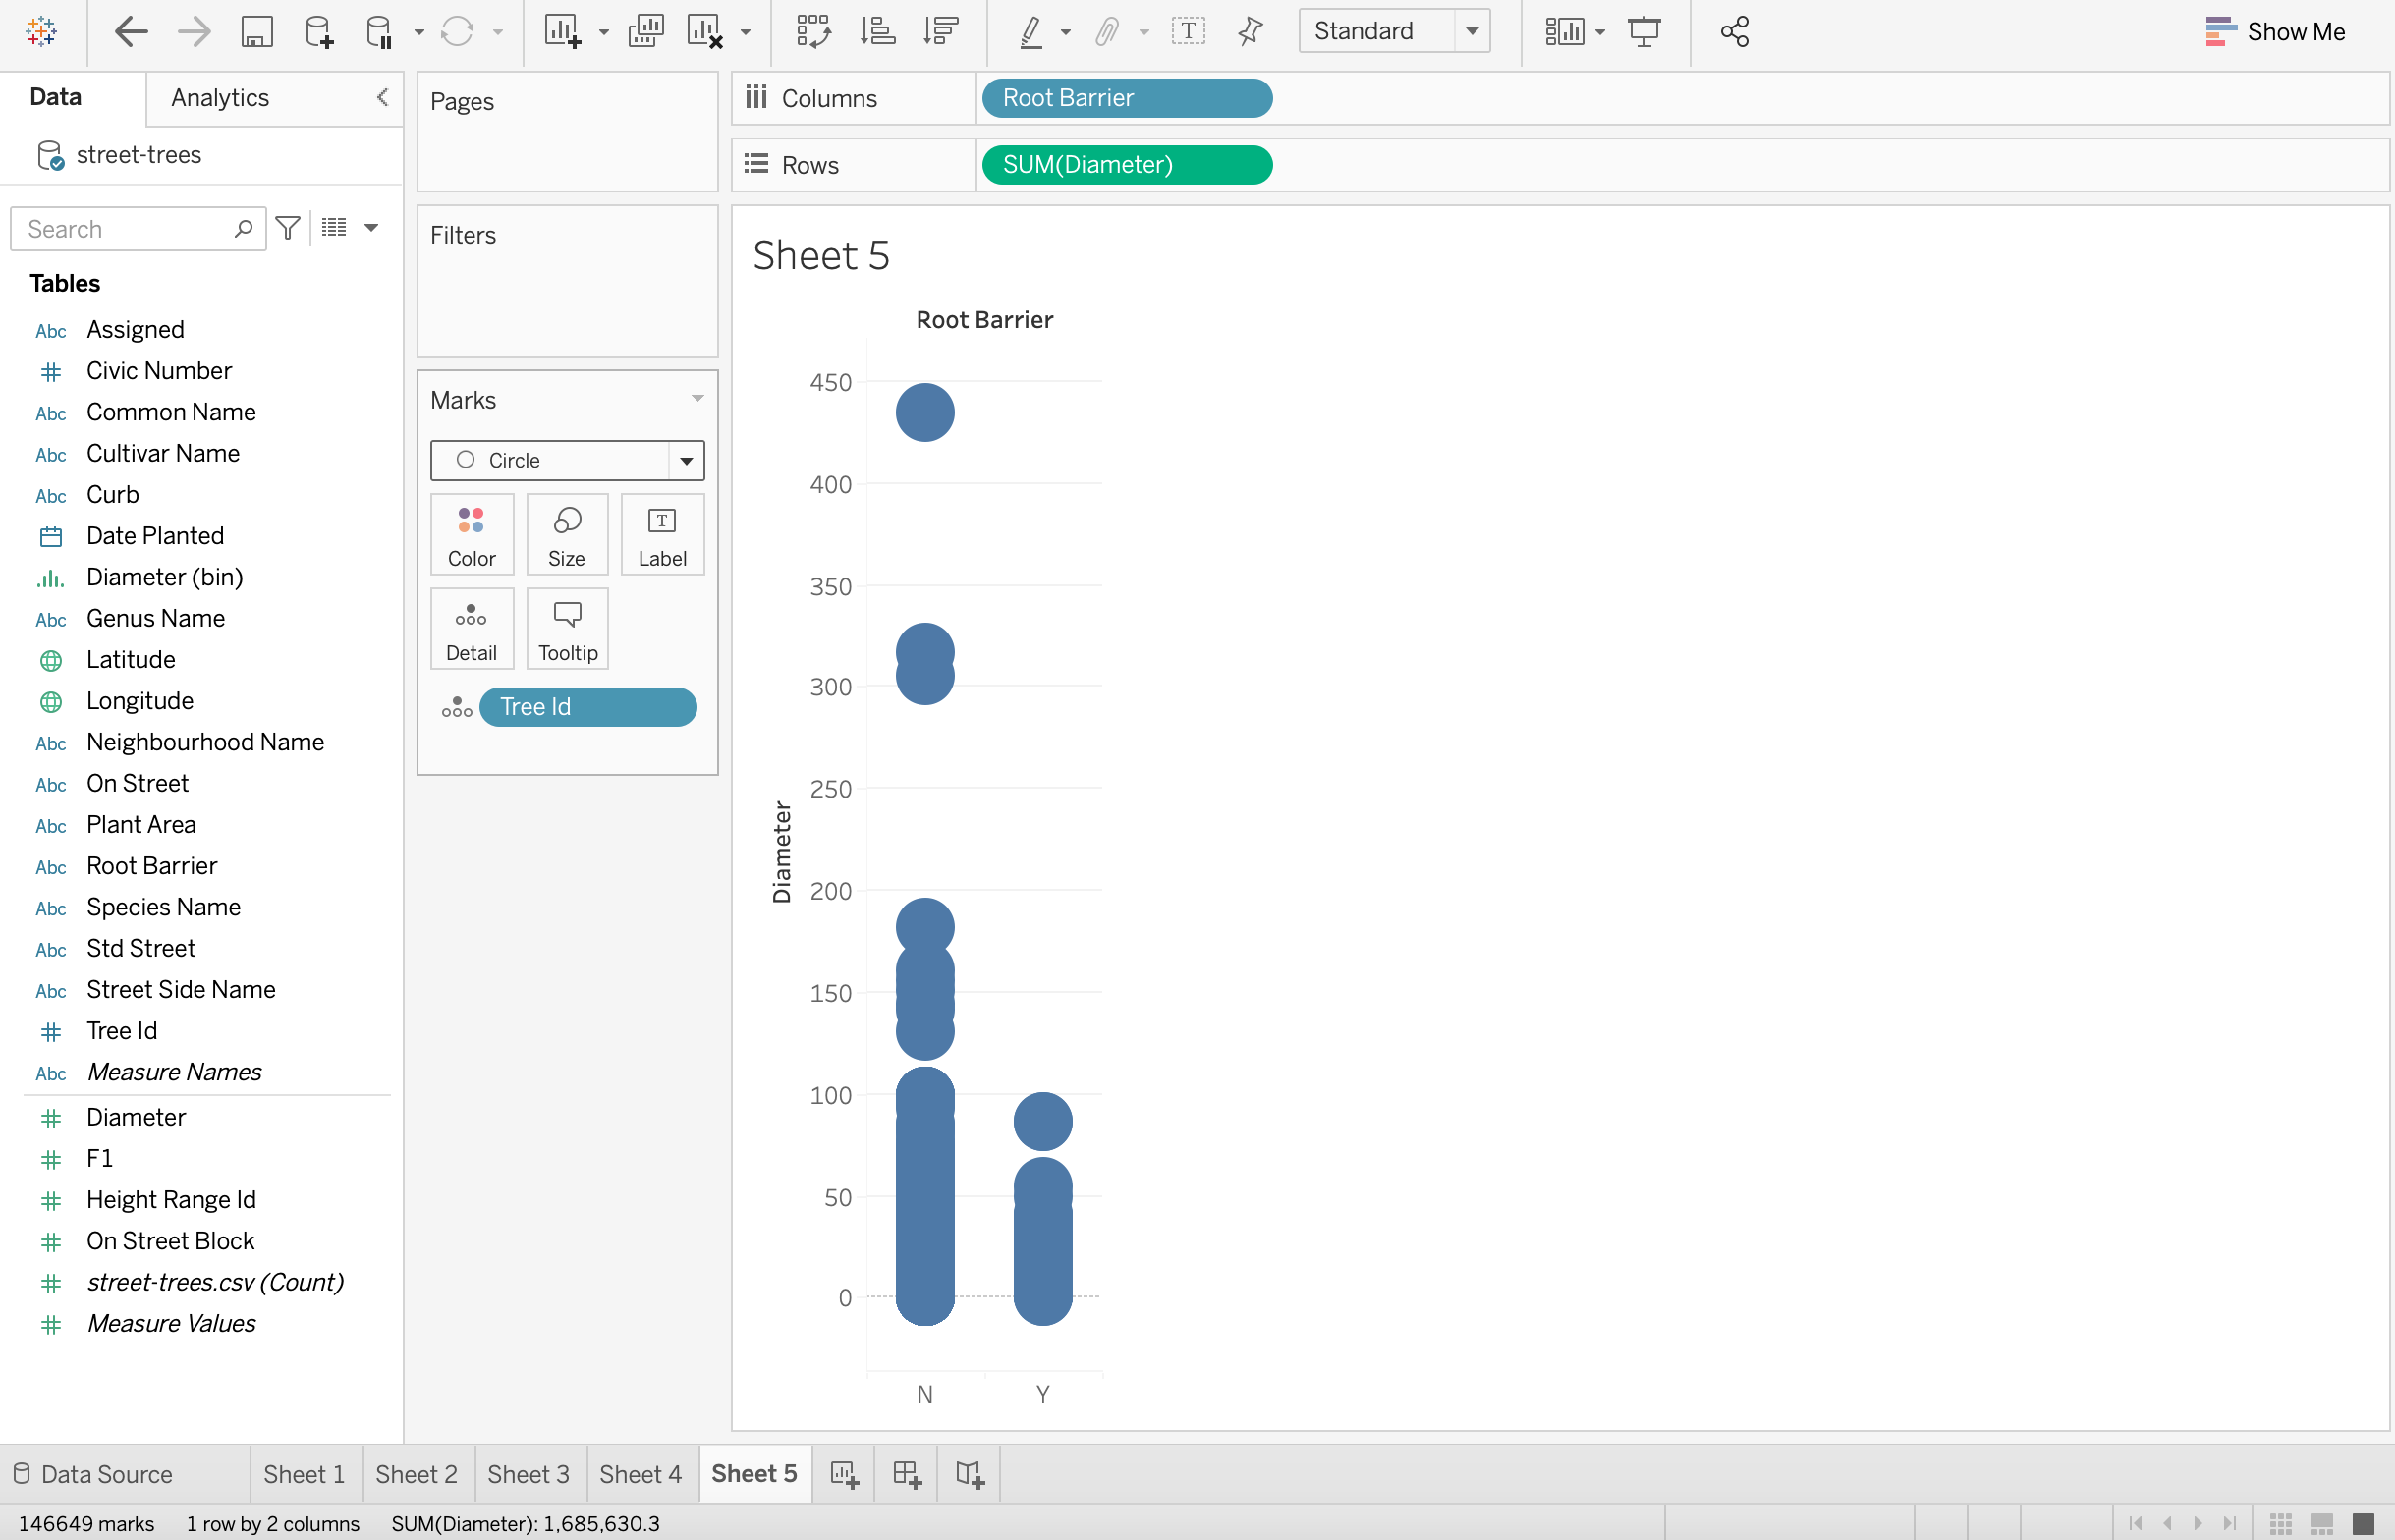 Standard
Show Me
Data
Analytics
street-trees
Search
Tables
Abc Assigned
Civic Number
Abc Common Name
Abc Cultivar Name
Abc Curb
Date Planted
Diameter (bin)
Abc Genus Name
Latitude
Longitude
Abc Neighbourhood Name
Abc On Street
Abc Plant Area
Abc Root Barrier
Abc Species Name
Abc Std Street
Abc Street Side Name
Tree Id
Abc Measure Names
Diameter
F1
Height Range Id
On Street Block
street-trees.csv (Count)
Measure Values
Pages
Filters
Marks
Circle
Color
Size
Label
Detail
Tooltip
Tree Id
Columns
Root Barrier
Rows
SUM(Diameter)
Sheet 5
Root Barrier
450
400
350
300
250
200
150
100
50
0
Diameter
N
Y
Data Source
Sheet 1
Sheet 2
Sheet 3
Sheet 4
Sheet 5
146649 marks
1 row by 2 columns
SUM(Diameter): 1,685,630.3